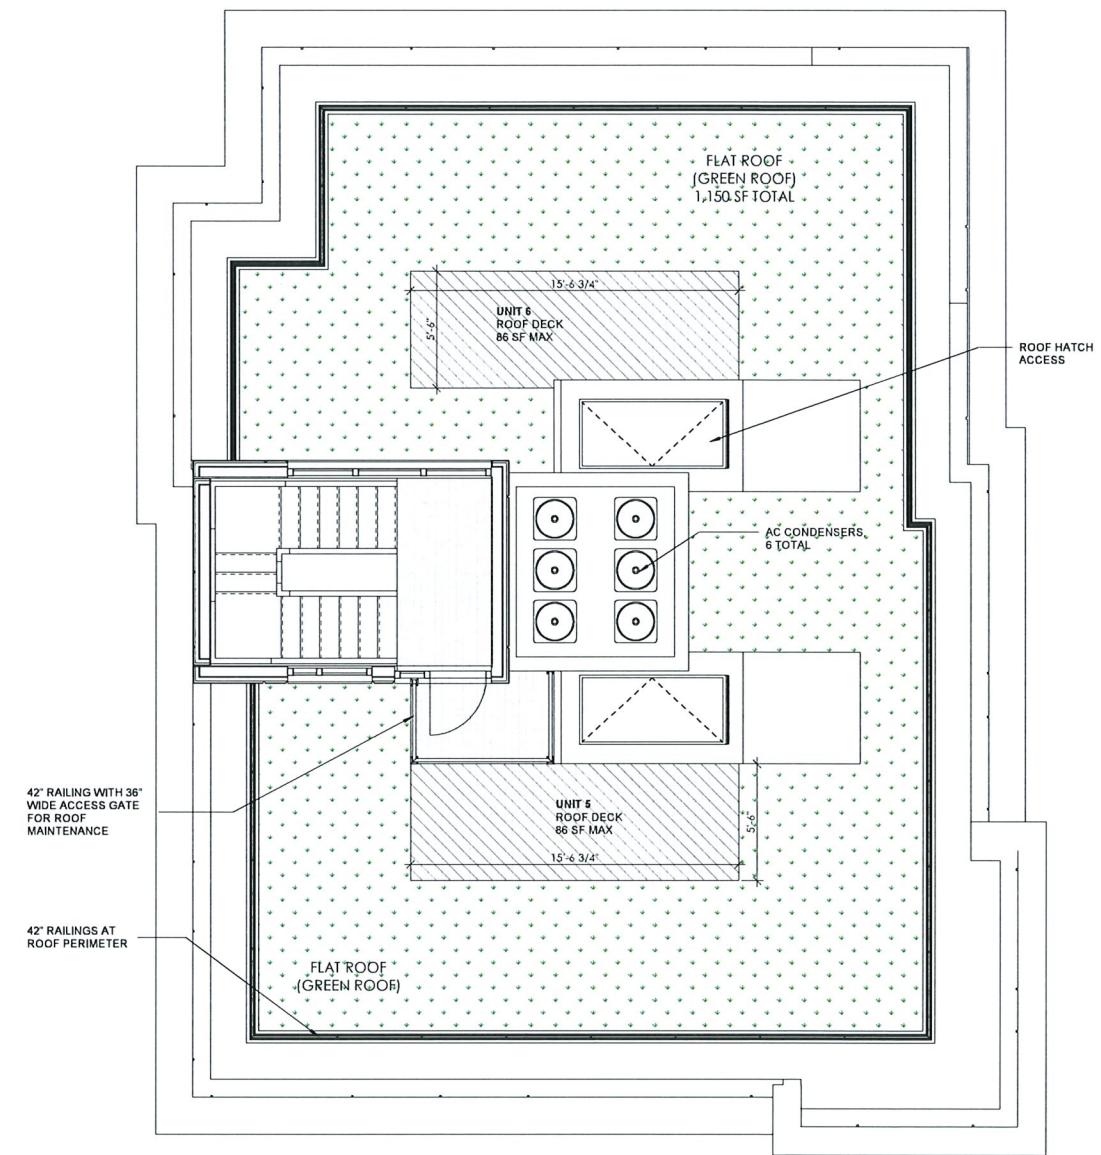 FLAT ROOF
(GREEN ROOF)
1,150 SF TOTAL
15'-6 3/4"
5'-6"
UNIT 6
ROOF DECK
86 SF MAX
ROOF HATCH
ACCESS
AC CONDENSERS,
6 TOTAL
42" RAILING WITH 36"
WIDE ACCESS GATE
FOR ROOF
MAINTENANCE
UNIT 5
ROOF DECK
86 SF MAX
5'-6"
15'-6 3/4"
42" RAILINGS AT
ROOF PERIMETER
FLAT ROOF
(GREEN ROOF)